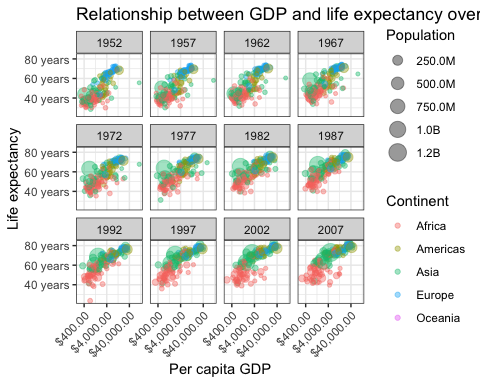 Relationship between GDP and life expectancy over
1952
1957
1962
1967
1972
1977
1982
1987
1992
1997
2002
2007
80 years
60 years
40 years
80 years
60 years
40 years
80 years
60 years
40 years
Life expectancy
$400.00
$4,000.00
$40,000.00
$400.00
$4,000.00
$40,000.00
$400.00
$4,000.00
$40,000.00
$400.00
$4,000.00
$40,000.00
Per capita GDP
Population
250.0M
500.0M
750.0M
1.0B
1.2B
Continent
Africa
Americas
Asia
Europe
Oceania